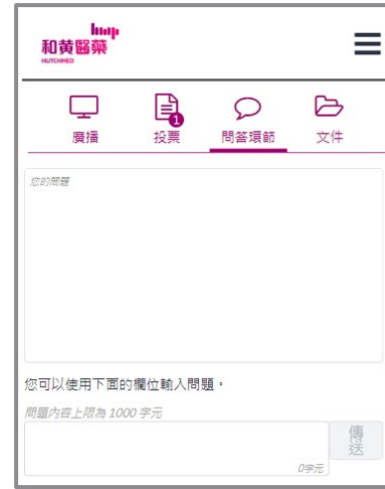 和黄醫藥
HUTCHMED
廣播
1
投票
問答環節
文件
您的問題
您可以使用下面的欄位輸入問題。
問題內容上限為 1000 字元
傳送
0字元